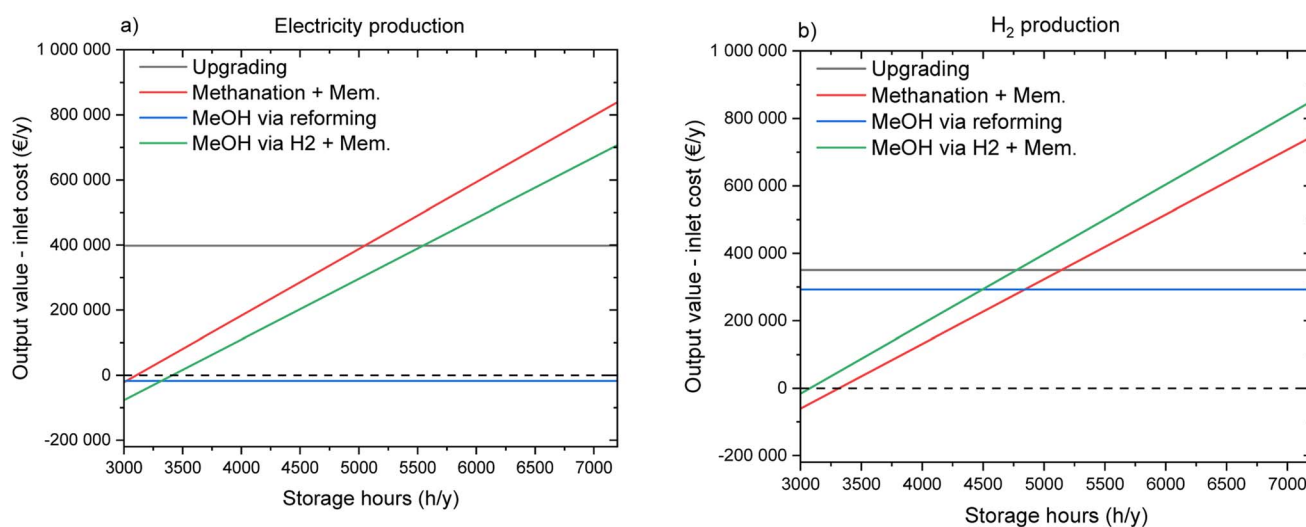 a)
Electricity production
1 000 000
800 000
600 000
400 000
200 000
0
-200 000
Output value - inlet cost (€/y)
Upgrading
Methanation + Mem.
MeOH via reforming
MeOH via H2 + Mem.
3000 3500 4000 4500 5000 5500 6000 6500 7000
Storage hours (h/y)
b)
H₂ production
1 000 000
800 000
600 000
400 000
200 000
0
-200 000
Output value - inlet cost (€/y)
Upgrading
Methanation + Mem.
MeOH via reforming
MeOH via H2 + Mem.
3000 3500 4000 4500 5000 5500 6000 6500 7000
Storage hours (h/y)